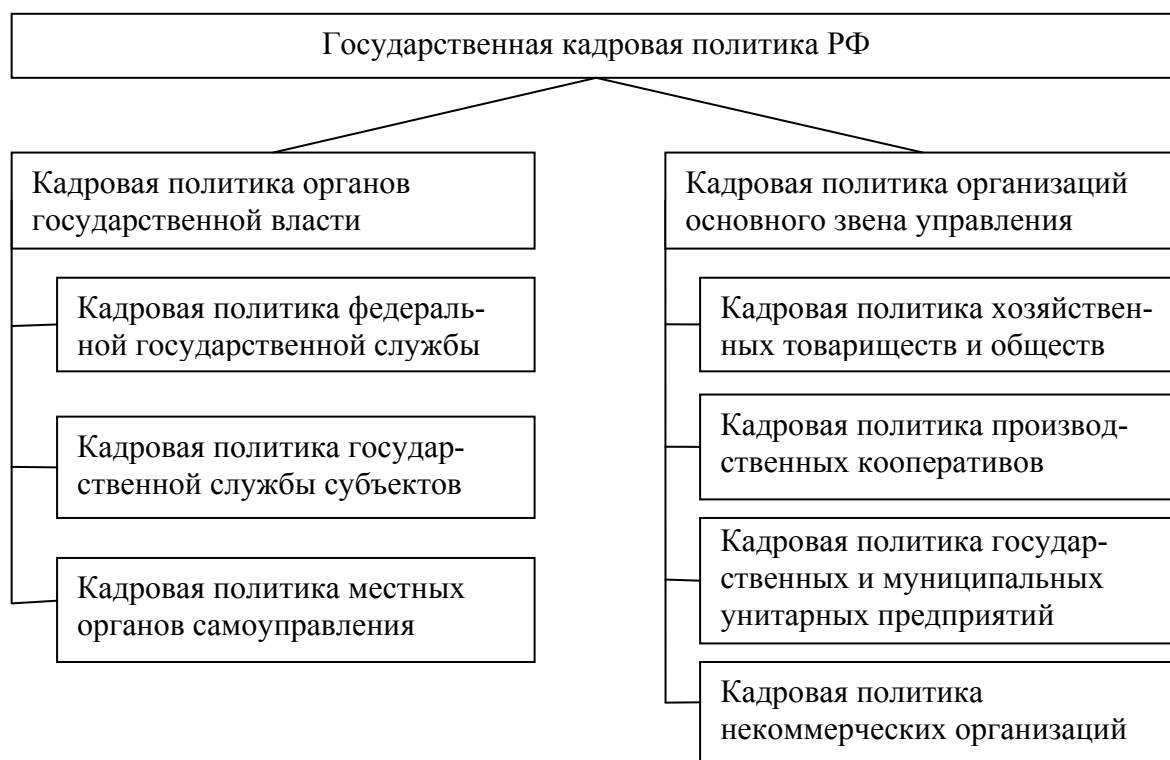 Государственная кадровая политика РФ
Кадровая политика органов
государственной власти
Кадровая политика федераль-
ной государственной службы
Кадровая политика государ-
ственной службы субъектов
Кадровая политика местных
органов самоуправления
Кадровая политика организаций
основного звена управления
Кадровая политика хозяйствен-
ных товариществ и обществ
Кадровая политика производ-
ственных кооперативов
Кадровая политика государ-
ственных и муниципальных
унитарных предприятий
Кадровая политика
некоммерческих организаций